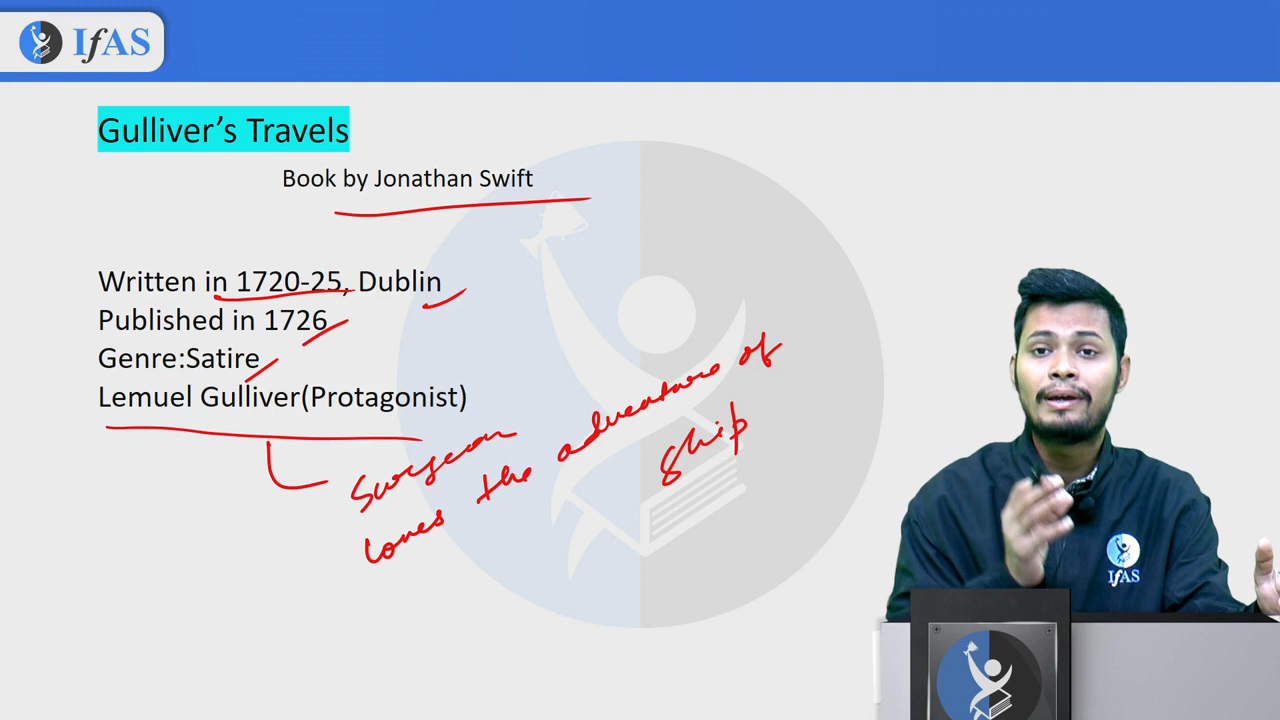 IfAS
Gulliver's Travels
Book by Jonathan Swift
Written in 1720-25, Dublin
Published in 1726
Genre:Satire
Lemuel Gulliver(Protagonist)
Surgeon
loves the adventure of
ship
IfAS